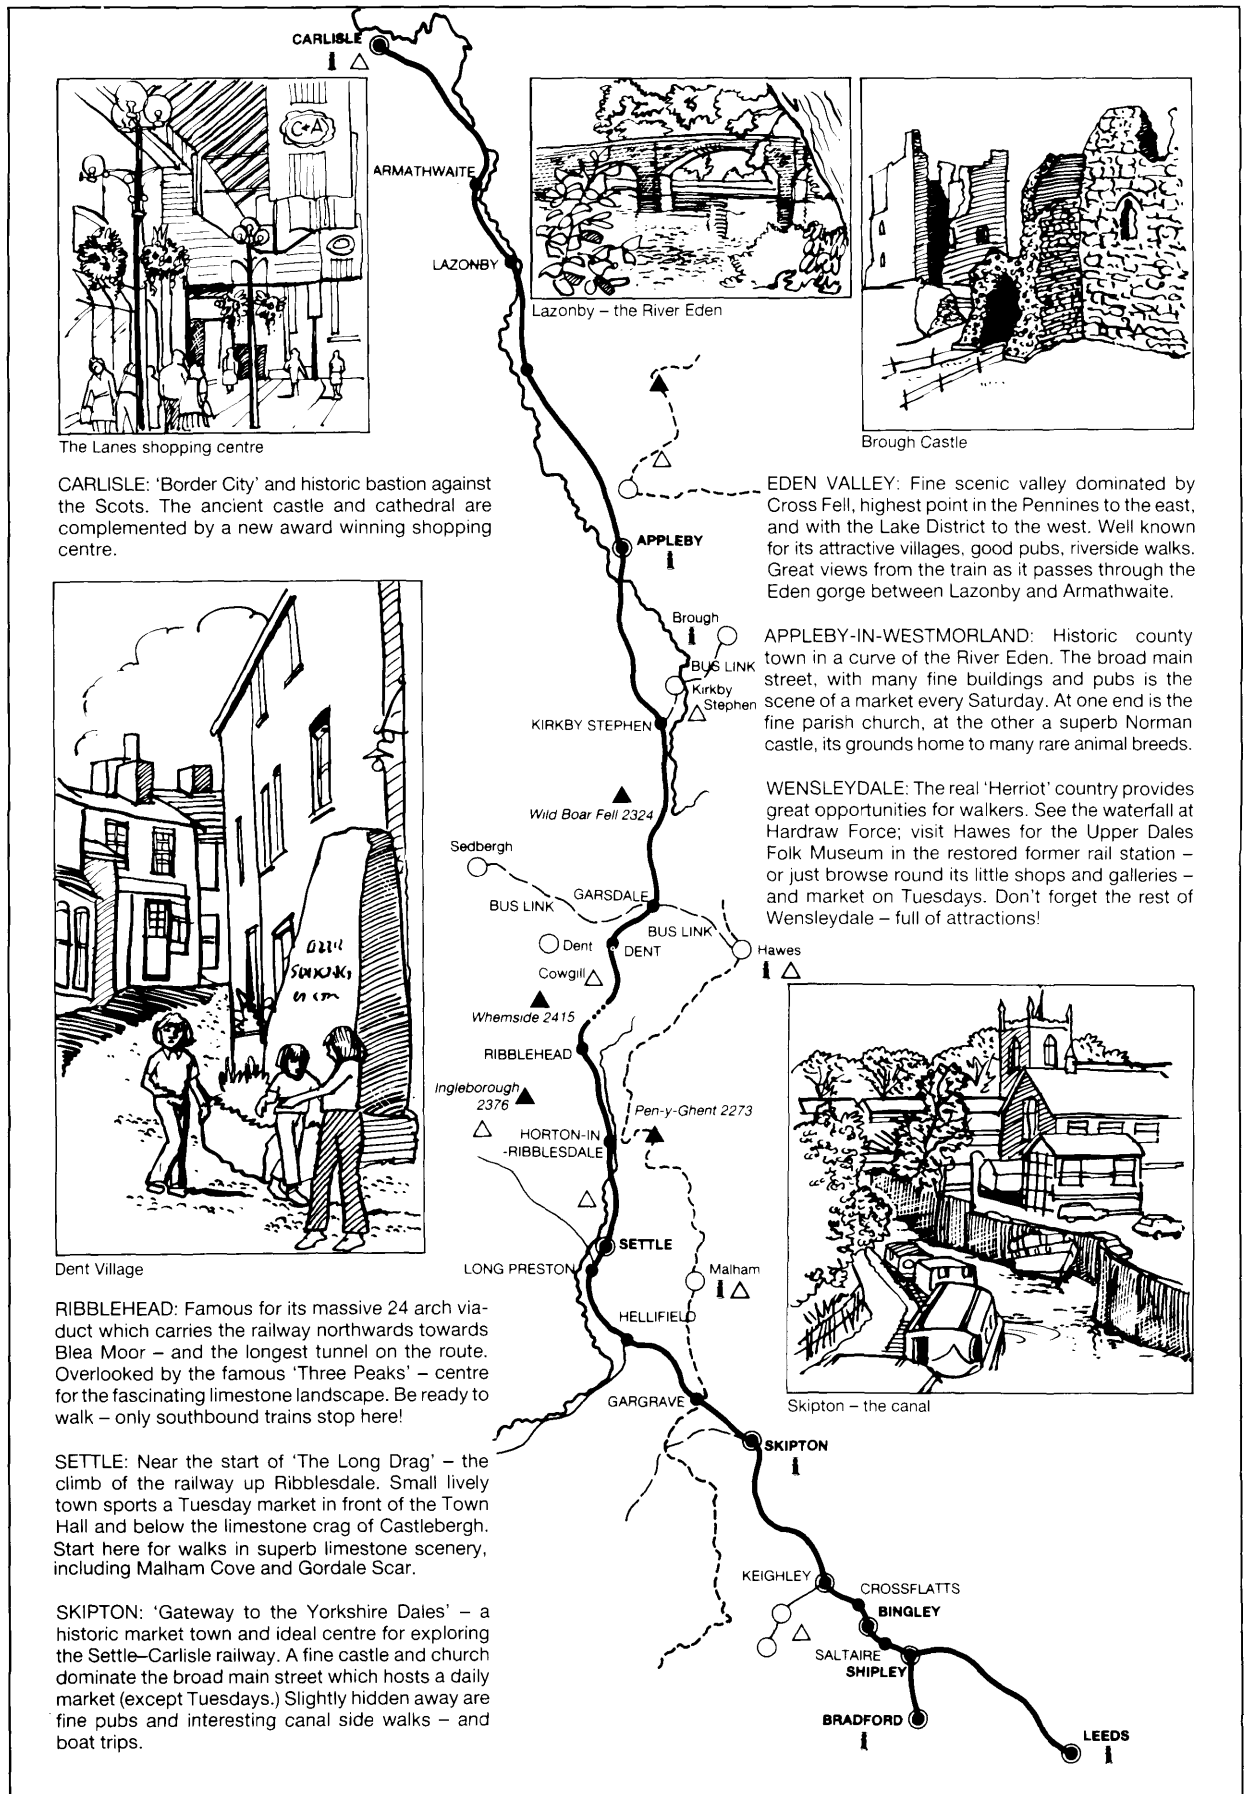 CARLISLE
C+A
The Lanes shopping centre
CARLISLE: 'Border City' and historic bastion against
the Scots. The ancient castle and cathedral are
complemented by a new award winning shopping
centre.
Dent Village
RIBBLEHEAD: Famous for its massive 24 arch via-
duct which carries the railway northwards towards
Blea Moor – and the longest tunnel on the route.
Overlooked by the famous 'Three Peaks' – centre
for the fascinating limestone landscape. Be ready to
walk – only southbound trains stop here!
SETTLE: Near the start of 'The Long Drag' – the
climb of the railway up Ribblesdale. Small lively
town sports a Tuesday market in front of the Town
Hall and below the limestone crag of Castlebergh.
Start here for walks in superb limestone scenery,
including Malham Cove and Gordale Scar.
SKIPTON: 'Gateway to the Yorkshire Dales' – a
historic market town and ideal centre for exploring
the Settle–Carlisle railway. A fine castle and church
dominate the broad main street which hosts a daily
market (except Tuesdays.) Slightly hidden away are
fine pubs and interesting canal side walks – and
boat trips.
ARMATHWAITE
LAZONBY
APPLEBY
Brough
BUS LINK
Kirkby
Stephen
KIRKBY STEPHEN
Wild Boar Fell 2324
Sedbergh
BUS LINK
GARSDALE
BUS LINK
Dent
DENT
Hawes
Cowgill
Whernside 2415
RIBBLEHEAD
Ingleborough
2376
Pen-y-Ghent 2273
HORTON-IN
-RIBBLESDALE
SETTLE
LONG PRESTON
Malham
HELLIFIELD
GARGRAVE
SKIPTON
KEIGHLEY
CROSSFLATTS
BINGLEY
SALTAIRE
SHIPLEY
BRADFORD
LEEDS
Lazonby – the River Eden
Brough Castle
EDEN VALLEY: Fine scenic valley dominated by
Cross Fell, highest point in the Pennines to the east,
and with the Lake District to the west. Well known
for its attractive villages, good pubs, riverside walks.
Great views from the train as it passes through the
Eden gorge between Lazonby and Armathwaite.
APPLEBY-IN-WESTMORLAND: Historic county
town in a curve of the River Eden. The broad main
street, with many fine buildings and pubs is the
scene of a market every Saturday. At one end is the
fine parish church, at the other a superb Norman
castle, its grounds home to many rare animal breeds.
WENSLEYDALE: The real 'Herriot' country provides
great opportunities for walkers. See the waterfall at
Hardraw Force; visit Hawes for the Upper Dales
Folk Museum in the restored former rail station –
or just browse round its little shops and galleries –
and market on Tuesdays. Don't forget the rest of
Wensleydale – full of attractions!
Skipton – the canal